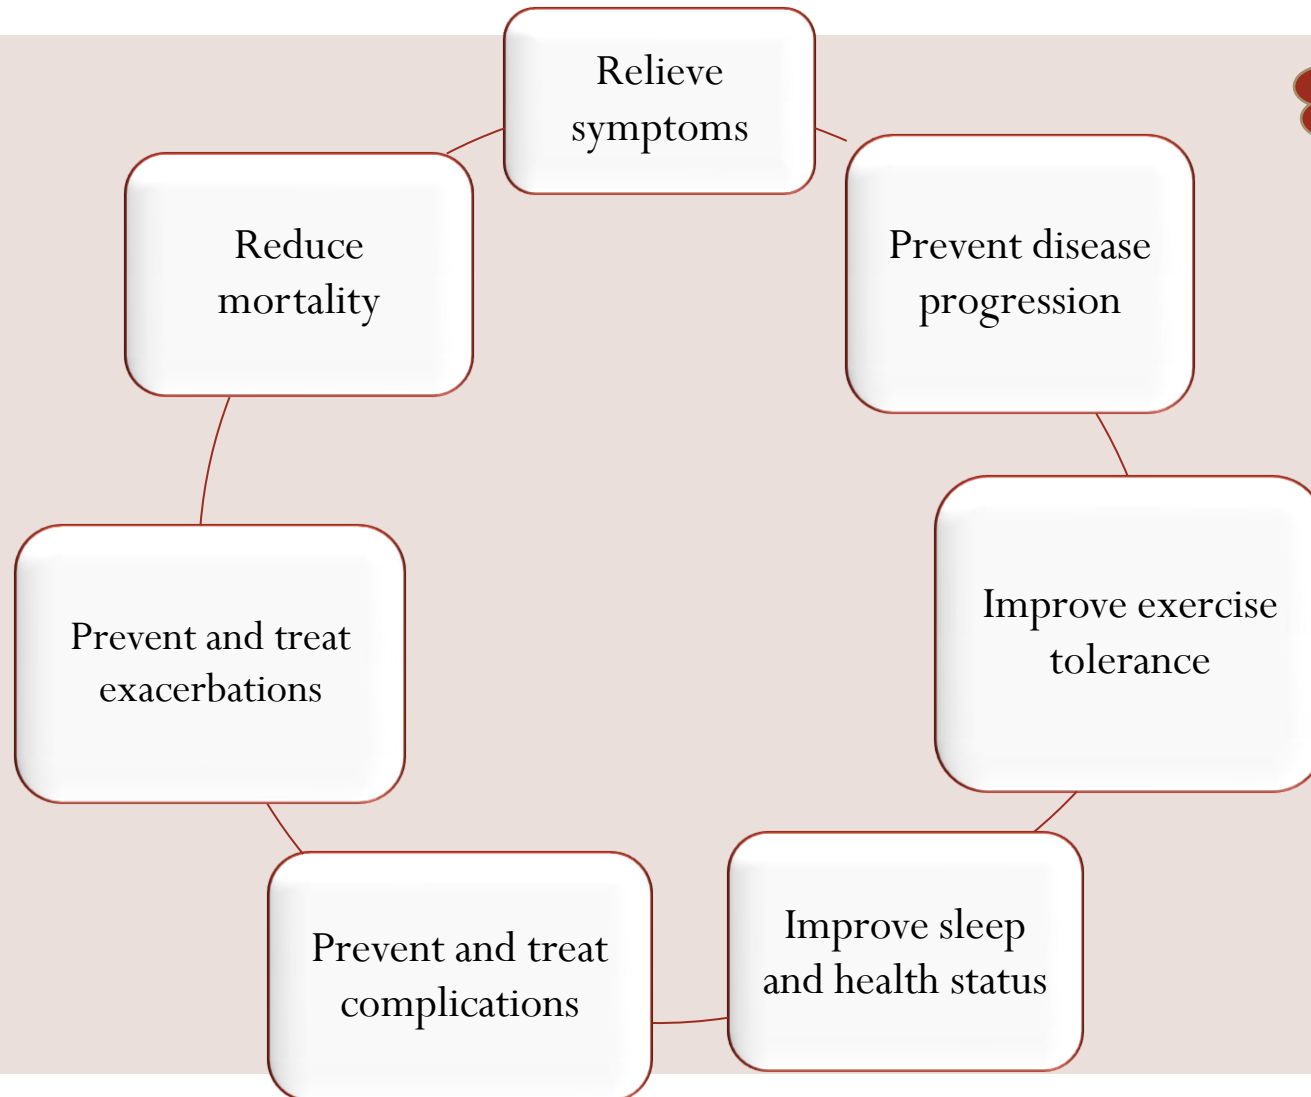 Relieve
symptoms
Prevent disease
progression
Improve exercise
tolerance
Improve sleep
and health status
Prevent and treat
complications
Prevent and treat
exacerbations
Reduce
mortality